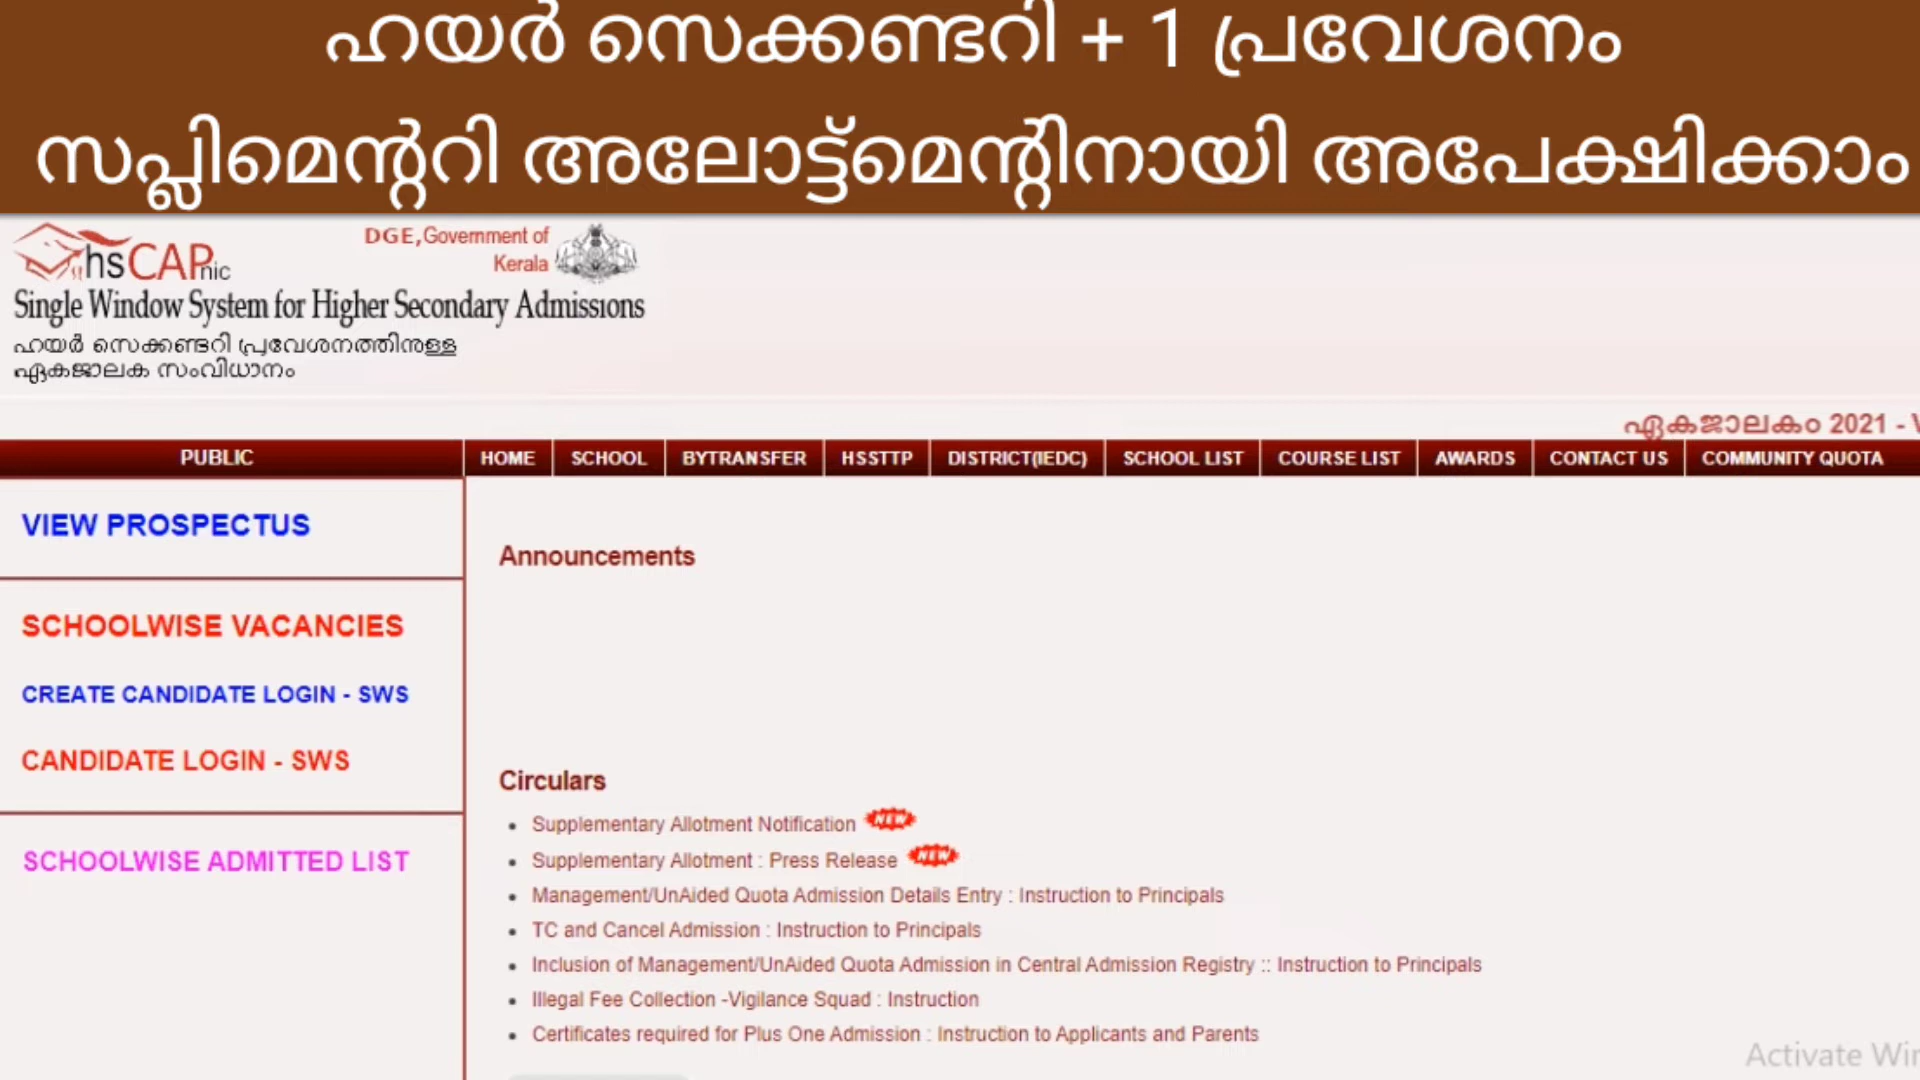 ഹയർ സെക്കണ്ടറി + 1 പ്രവേശനം
സപ്ലിമെന്ററി അലോട്ട്മെന്റിനായി അപേക്ഷിക്കാം
hsCAPnic
DGE,Government of
Kerala
Single Window System for Higher Secondary Admissions
ഹയർ സെക്കണ്ടറി പ്രവേശനത്തിനുള്ള
ഏകജാലക സംവിധാനം
ഏകജാലകം 2021 -
PUBLIC
HOME SCHOOL BYTRANSFER HSSTTP DISTRICT(IEDC) SCHOOL LIST COURSE LIST AWARDS CONTACT US COMMUNITY QUOTA
VIEW PROSPECTUS
SCHOOLWISE VACANCIES
CREATE CANDIDATE LOGIN - SWS
CANDIDATE LOGIN - SWS
SCHOOLWISE ADMITTED LIST
Announcements
Circulars
Supplementary Allotment Notification NEW
Supplementary Allotment : Press Release NEW
Management/UnAided Quota Admission Details Entry : Instruction to Principals
TC and Cancel Admission : Instruction to Principals
Inclusion of Management/UnAided Quota Admission in Central Admission Registry :: Instruction to Principals
Illegal Fee Collection -Vigilance Squad : Instruction
Certificates required for Plus One Admission : Instruction to Applicants and Parents
Activate